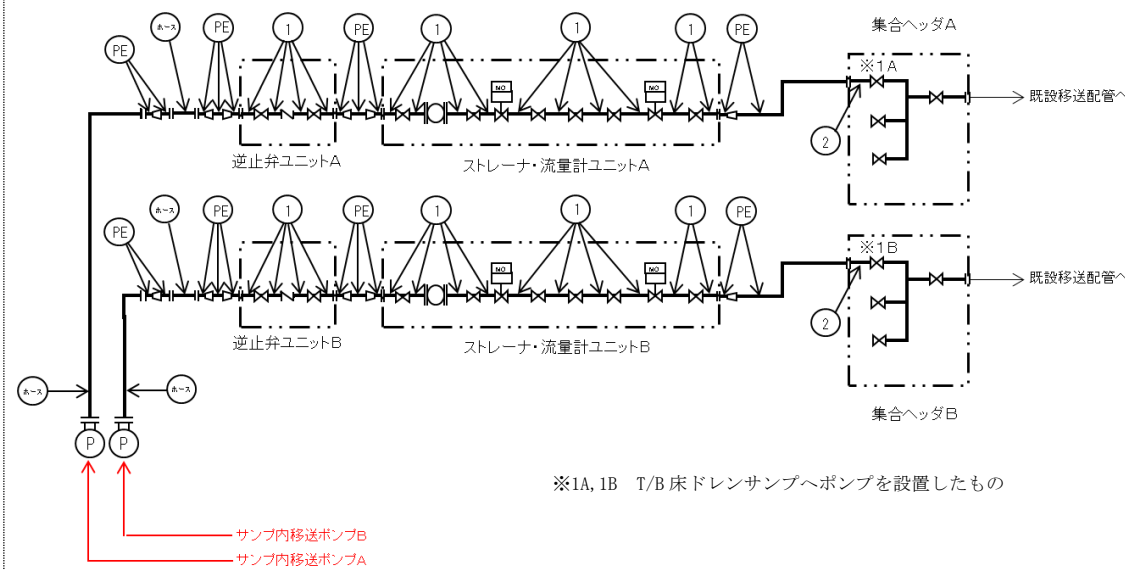 ホース
PE
PE
1
PE
1
1
1
PE
集合ヘッダA
※1A
MO
MO
既設移送配管へ
2
逆止弁ユニットA
ストレーナ・流量計ユニットA
ホース
PE
PE
1
PE
1
1
1
PE
※1B
MO
MO
既設移送配管へ
2
逆止弁ユニットB
ストレーナ・流量計ユニットB
ホース
ホース
集合ヘッダB
P
P
※1A,1B T/B 床ドレンサンプへポンプを設置したもの
サンプ内移送ポンプB
サンプ内移送ポンプA